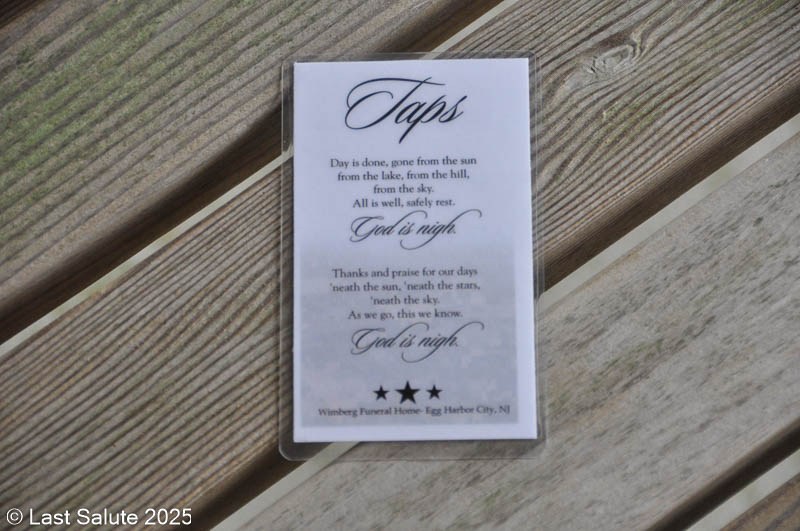 Taps
Day is done, gone from the sun
from the lake, from the hill,
from the sky.
All is well, safely rest.
God is nigh.
Thanks and praise for our days
'neath the sun, 'neath the stars,
'neath the sky.
As we go, this we know.
God is nigh.
Wimberg Funeral Home- Egg Harbor City, NJ
© Last Salute 2025